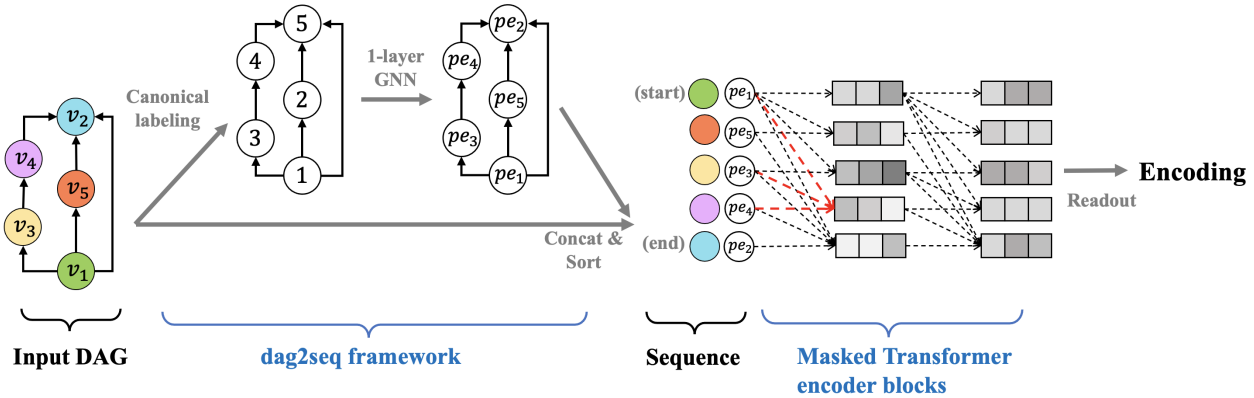 v2
v4
v5
v3
v1
Input DAG
Canonical
labeling
5
4
2
3
1
dag2seq framework
1-layer
GNN
pe2
pe4
pe5
pe3
pe1
Concat &
Sort
(start)
pe1
pe5
pe3
pe4
(end)
pe2
Sequence
Masked Transformer
encoder blocks
Readout
Encoding